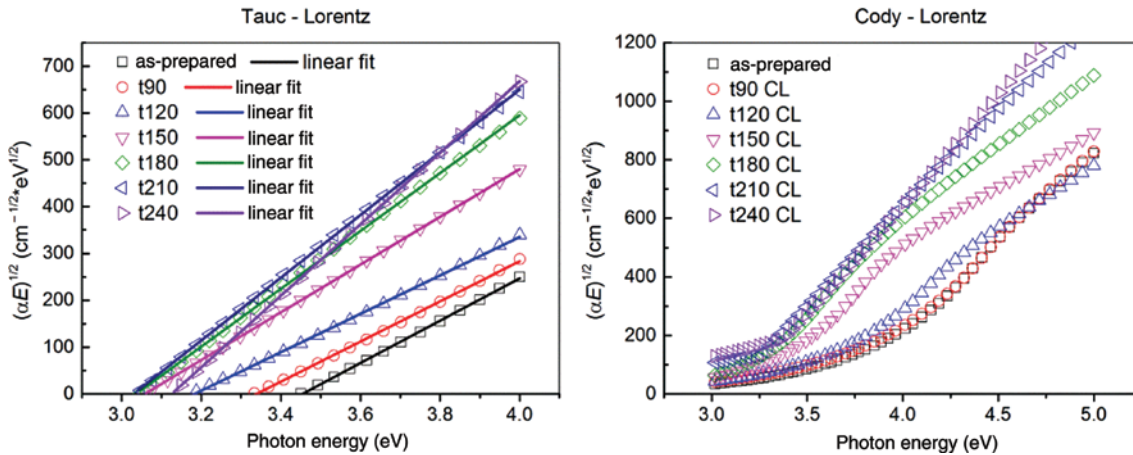 Tauc - Lorentz
(αE)^1/2 (cm^−1/2*eV^1/2)
700
600
500
400
300
200
100
0
as-prepared linear fit
t90 linear fit
t120 linear fit
t150 linear fit
t180 linear fit
t210 linear fit
t240 linear fit
3.0 3.2 3.4 3.6 3.8 4.0
Photon energy (eV)
Cody - Lorentz
(αE)^1/2 (cm^−1/2*eV^1/2)
1200
1000
800
600
400
200
0
as-prepared
t90 CL
t120 CL
t150 CL
t180 CL
t210 CL
t240 CL
3.0 3.5 4.0 4.5 5.0
Photon energy (eV)